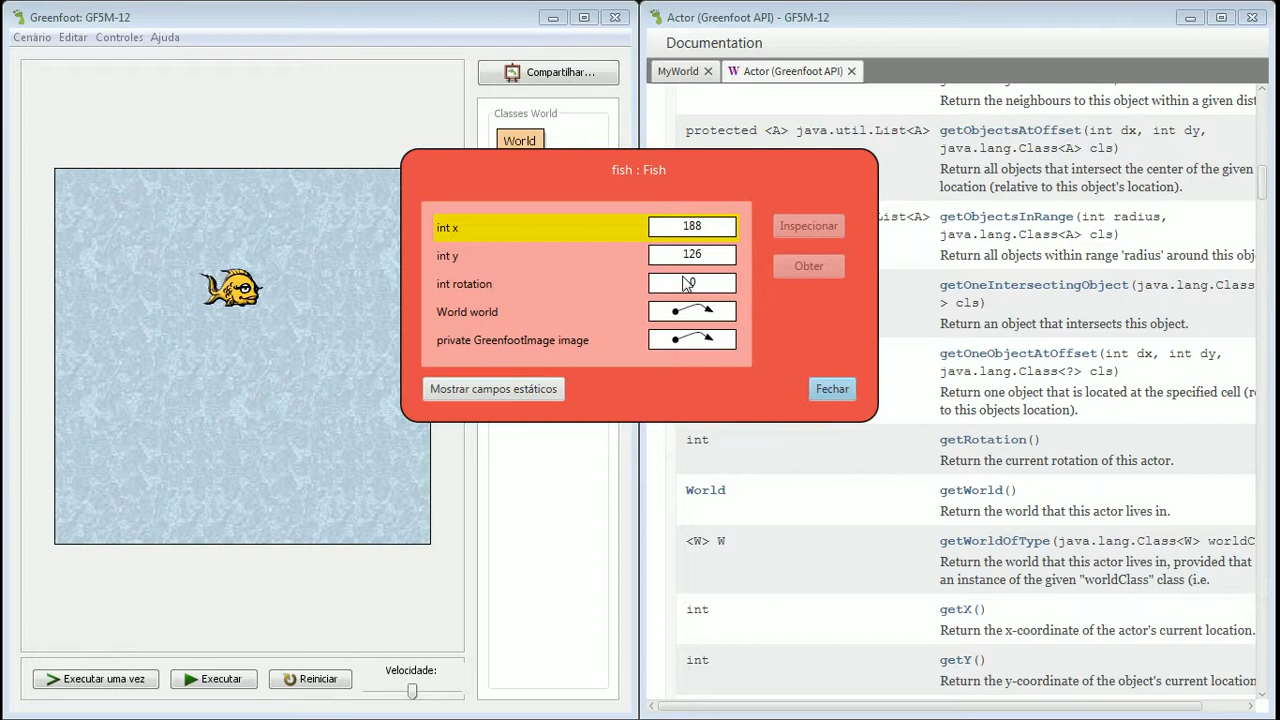 Greenfoot: GF5M-12
Cenário Editar Controles Ajuda
Compartilhar...
Classes World
World
fish : Fish
int x 188
int y 126
int rotation 0
World world
private GreenfootImage image
Inspecionar
Obter
Mostrar campos estáticos
Fechar
Executar uma vez
Executar
Reiniciar
Velocidade:
Actor (Greenfoot API) - GF5M-12
Documentation
MyWorld
W Actor (Greenfoot API)
Return the neighbours to this object within a given dist
protected <A> java.util.List<A> getObjectsAtOffset(int dx, int dy,
java.lang.Class<A> cls)
Return all objects that intersect the center of the given
location (relative to this object's location).
List<A> getObjectsInRange(int radius,
java.lang.Class<A> cls)
Return all objects within range 'radius' around this obj
getOneIntersectingObject(java.lang.Class
> cls)
Return an object that intersects this object.
getOneObjectAtOffset(int dx, int dy,
java.lang.Class<?> cls)
Return one object that is located at the specified cell (re
to this objects location).
int getRotation()
Return the current rotation of this actor.
World getWorld()
Return the world that this actor lives in.
<W> W getWorldOfType(java.lang.Class<W> worldC
Return the world that this actor lives in, provided that
an instance of the given "worldClass" class (i.e.
int getX()
Return the x-coordinate of the actor's current location.
int getY()
Return the y-coordinate of the object's current location